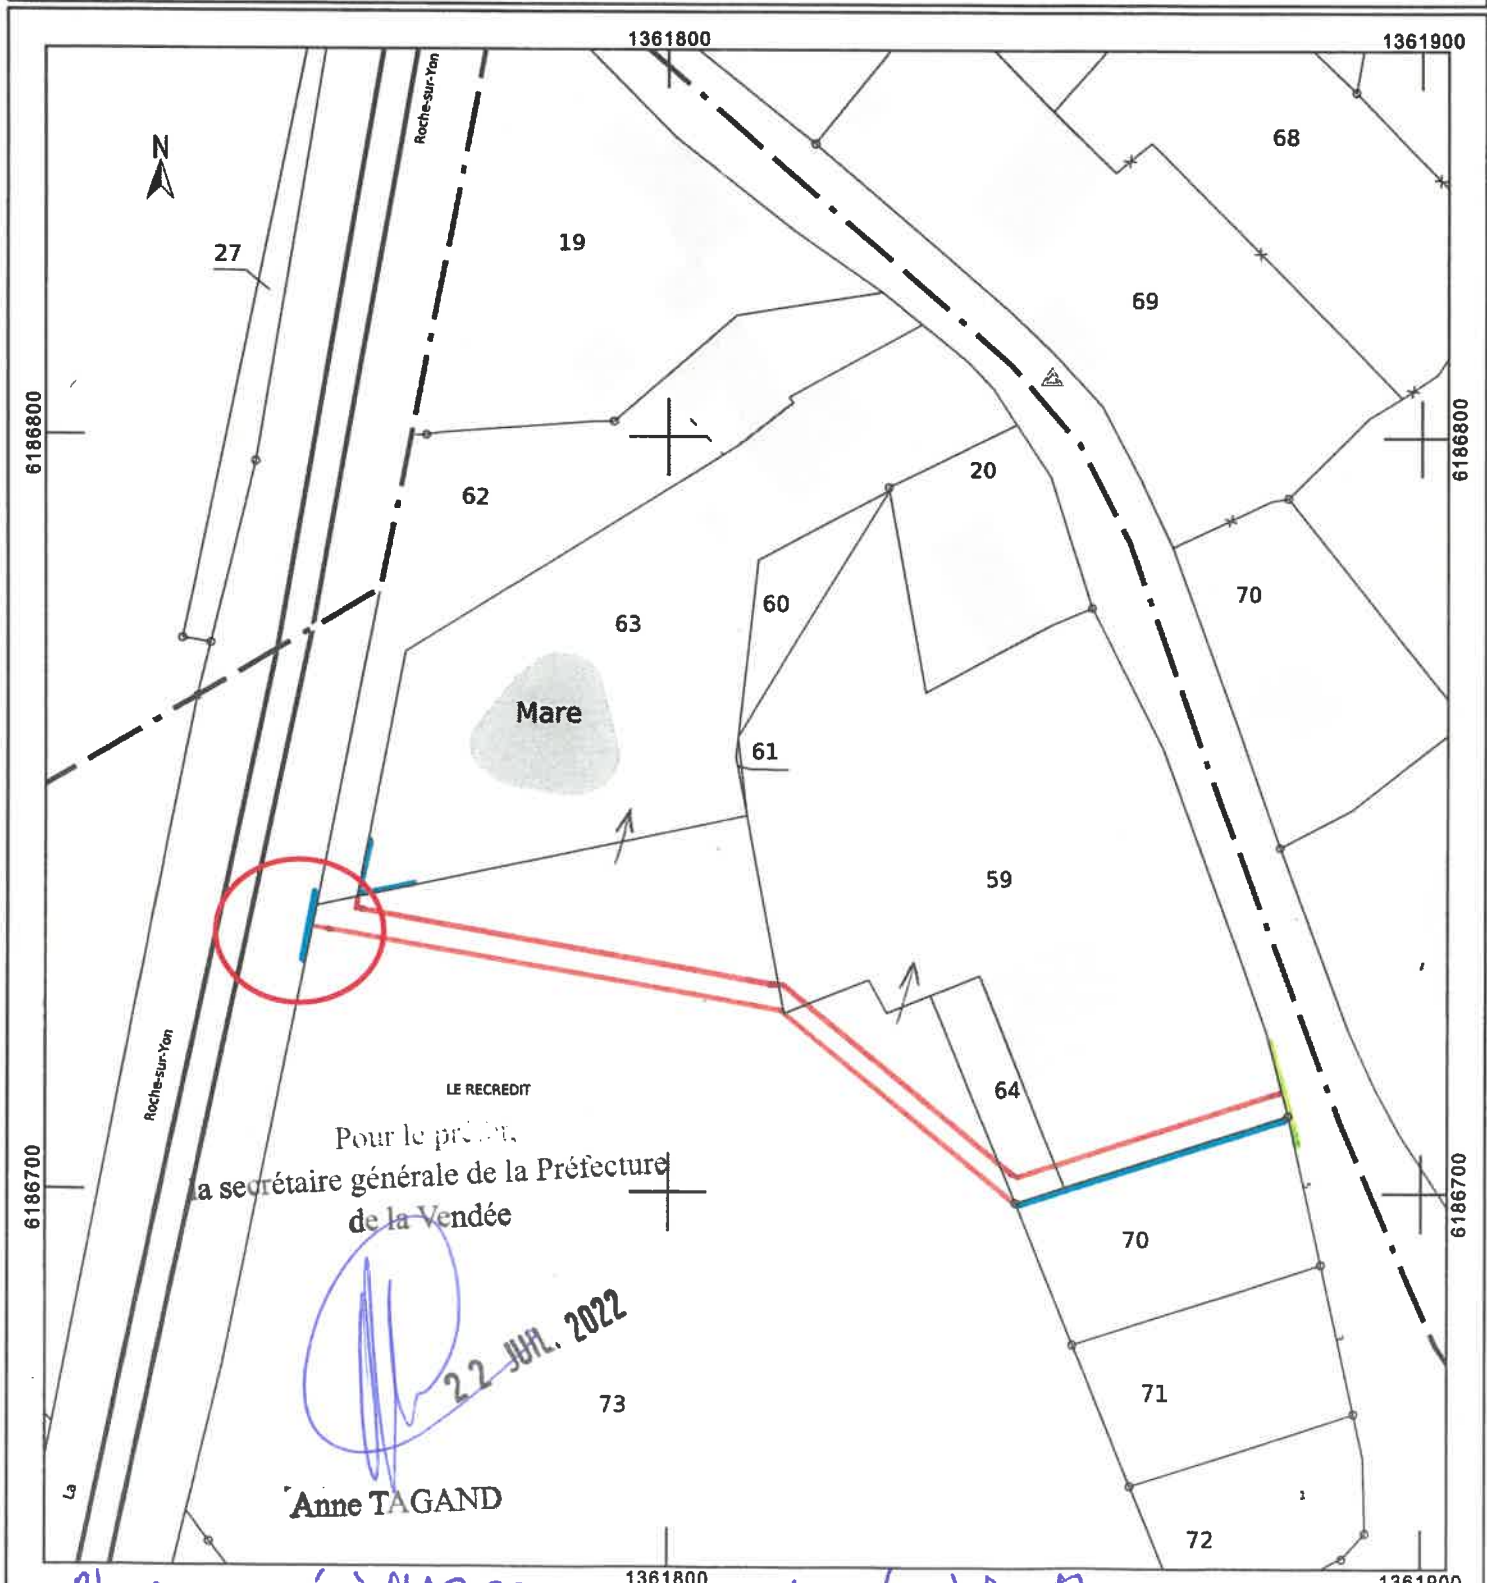 1361800
1361900
Roche-sur-Yon
N
68
27
19
69
6186800
6186800
20
62
60
70
63
Mare
61
59
Roche-sur-Yon
LE RECREDIT
64
Pour le
la secrétaire générale de la Préfecture
de la Vendée
6186700
6186700
70
22 JUIL. 2022
73
71
La
Anne TAGAND
72
1361800
1361900